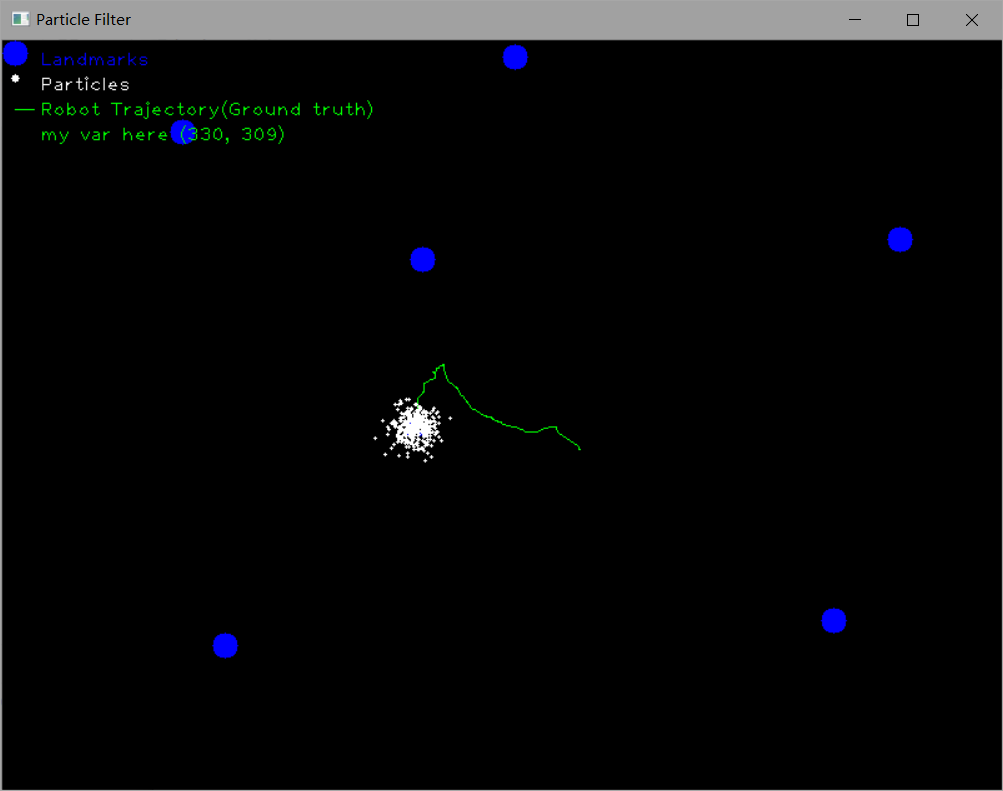 Particle Filter
Landmarks
Particles
Robot Trajectory(Ground truth)
my var here (330, 309)